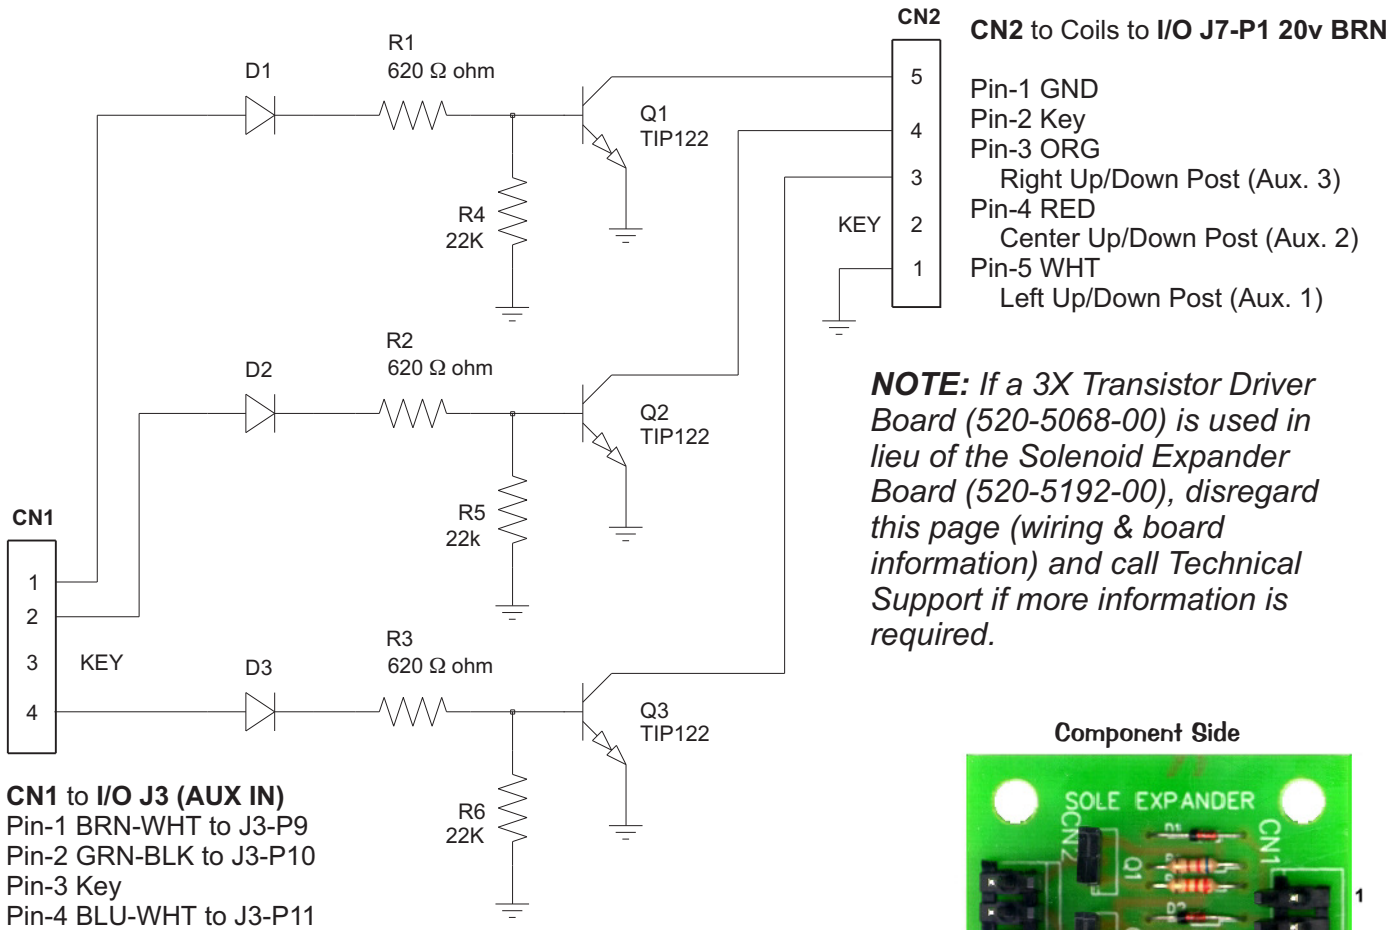 CN2
CN2 to Coils to I/O J7-P1 20v BRN
R1
620 Ω ohm
D1
5
Pin-1 GND
Q1
TIP122
4
Pin-2 Key
Pin-3 ORG
3
Right Up/Down Post (Aux. 3)
R4
22K
KEY
2
Pin-4 RED
Center Up/Down Post (Aux. 2)
1
Pin-5 WHT
Left Up/Down Post (Aux. 1)
R2
620 Ω ohm
D2
Q2
TIP122
NOTE: If a 3X Transistor Driver
Board (520-5068-00) is used in
lieu of the Solenoid Expander
Board (520-5192-00), disregard
this page (wiring & board
information) and call Technical
Support if more information is
required.
R5
22k
CN1
1
2
3
KEY
4
R3
620 Ω ohm
D3
Q3
TIP122
R6
22K
CN1 to I/O J3 (AUX IN)
Pin-1 BRN-WHT to J3-P9
Pin-2 GRN-BLK to J3-P10
Pin-3 Key
Pin-4 BLU-WHT to J3-P11
Component Side
SOLE EXPANDER
CN2
D1
CN1
Q1
1
D2